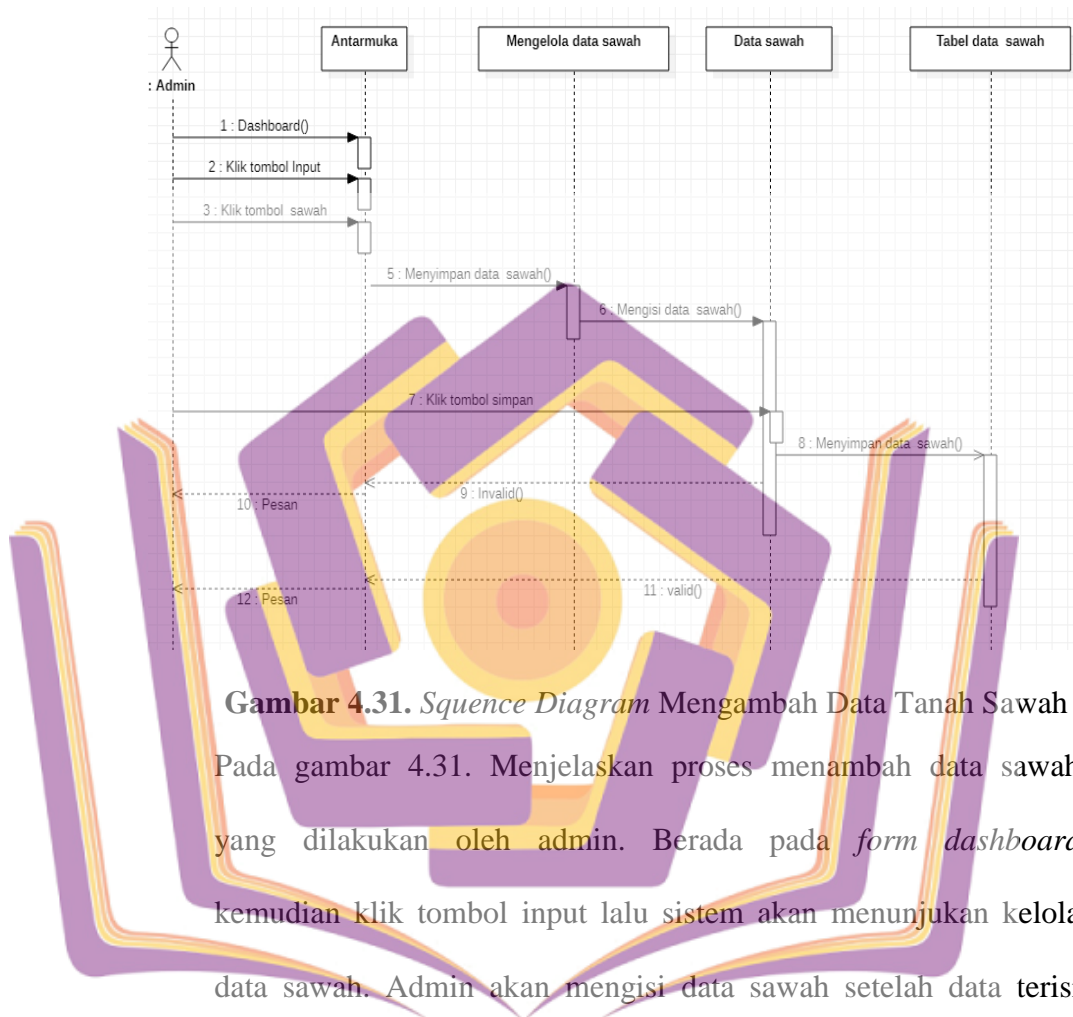 Antarmuka
Mengelola data sawah
Data sawah
Tabel data sawah
: Admin
1 : Dashboard()
2 : Klik tombol Input
3 : Klik tombol sawah
5 : Menyimpan data sawah()
6 : Mengisi data sawah()
7 : Klik tombol simpan
8 : Menyimpan data sawah()
9 : Invalid()
10 : Pesan
11 : valid()
12 : Pesan
Gambar 4.31. Squence Diagram Mengambah Data Tanah Sawah
Pada gambar 4.31. Menjelaskan proses menambah data sawah
yang dilakukan oleh admin. Berada pada form dashboard
kemudian klik tombol input lalu sistem akan menunjukan kelola
data sawah. Admin akan mengisi data sawah setelah data terisi